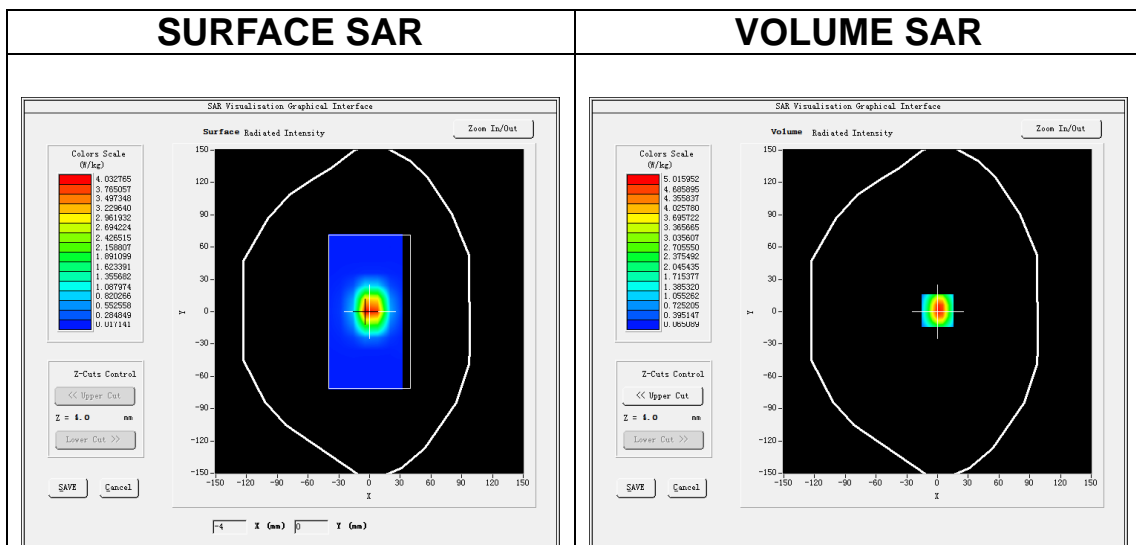 SURFACE SAR
VOLUME SAR
SAR Visualisation Graphical Interface
Surface Radiated Intensity
Zoom In/Out
Colors Scale
(W/kg)
4.032765
3.765057
3.497348
3.229640
2.961932
2.694224
2.426515
2.158807
1.891099
1.623391
1.355682
1.087974
0.820266
0.552558
0.284849
0.017141
Z-Cuts Control
<< Upper Cut
Z = mm
Lower Cut >>
SAVE
Cancel
150
120
90
60
30
0
-30
-60
-90
-120
-150
Y
-150 -120 -90 -60 -30 0 30 60 90 120 150
X
-4 X (mm) 0 Y (mm)
SAR Visualisation Graphical Interface
Volume Radiated Intensity
Zoom In/Out
Colors Scale
(W/kg)
5.015952
4.685895
4.355837
4.025780
3.695722
3.365665
3.035607
2.705550
2.375492
2.045435
1.715377
1.385320
1.055262
0.725205
0.395147
0.065089
Z-Cuts Control
<< Upper Cut
Z = mm
Lower Cut >>
SAVE
Cancel
150
120
90
60
30
0
-30
-60
-90
-120
-150
Y
-150 -120 -90 -60 -30 0 30 60 90 120 150
X